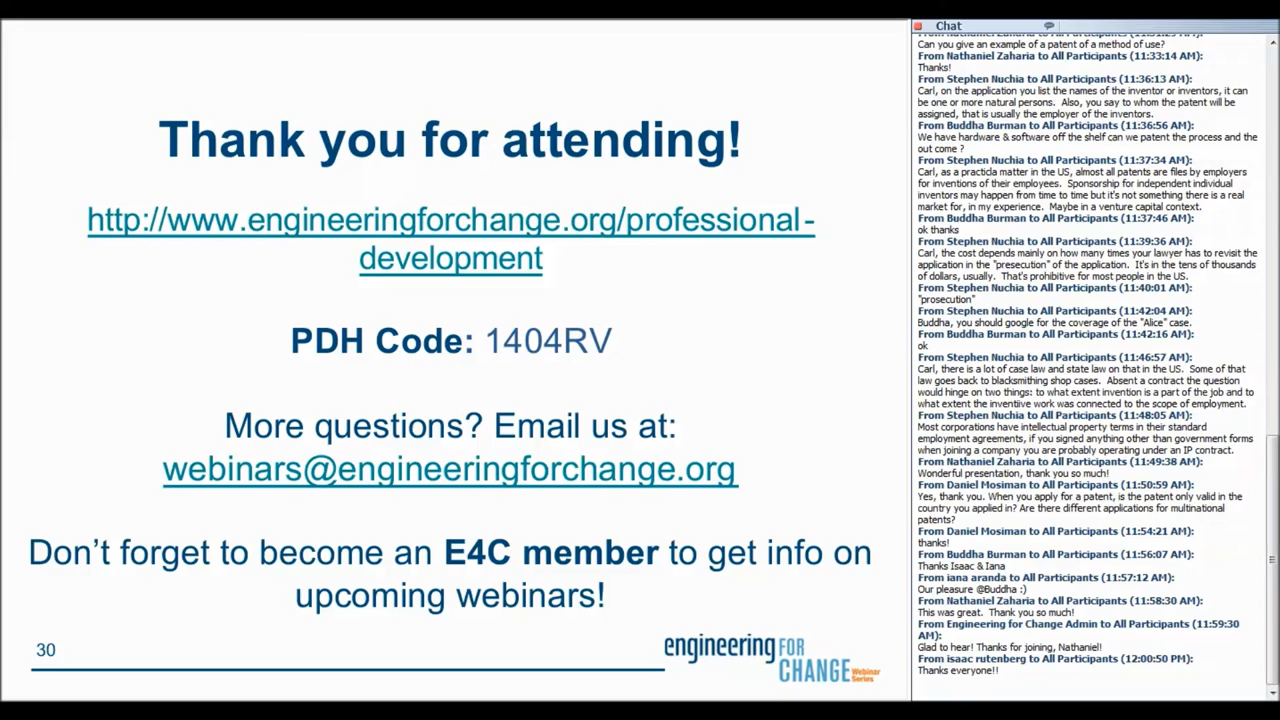 Thank you for attending!
http://www.engineeringforchange.org/professional-
development
PDH Code: 1404RV
More questions? Email us at:
webinars@engineeringforchange.org
Don't forget to become an E4C member to get info on
upcoming webinars!
30
engineering FOR
CHANGE Webinar
Series
Chat
From Nathaniel Zaharia to All Participants (11:31:29 AM):
Can you give an example of a patent of a method of use?
From Nathaniel Zaharia to All Participants (11:33:14 AM):
Thanks!
From Stephen Nuchia to All Participants (11:36:13 AM):
Carl, on the application you list the names of the inventor or inventors, it can
be one or more natural persons. Also, you say to whom the patent will be
assigned, that is usually the employer of the inventors.
From Buddha Burman to All Participants (11:36:56 AM):
We have hardware & software off the shelf can we patent the process and the
out come ?
From Stephen Nuchia to All Participants (11:37:34 AM):
Carl, as a practicla matter in the US, almost all patents are files by employers
for inventions of their employees. Sponsorship for independent individual
inventors may happen from time to time but it's not something there is a real
market for, in my experience. Maybe in a venture capital context.
From Buddha Burman to All Participants (11:37:46 AM):
ok thanks
From Stephen Nuchia to All Participants (11:39:36 AM):
Carl, the cost depends mainly on how many times your lawyer has to revisit the
application in the "presecution" of the application. It's in the tens of thousands
of dollars, usually. That's prohibitive for most people in the US.
From Stephen Nuchia to All Participants (11:40:01 AM):
"prosecution"
From Stephen Nuchia to All Participants (11:42:04 AM):
Buddha, you should google for the coverage of the "Alice" case.
From Buddha Burman to All Participants (11:42:16 AM):
ok
From Stephen Nuchia to All Participants (11:46:57 AM):
Carl, there is a lot of case law and state law on that in the US. Some of that
law goes back to blacksmithing shop cases. Absent a contract the question
would hinge on two things: to what extent invention is a part of the job and to
what extent the inventive work was connected to the scope of employment.
From Stephen Nuchia to All Participants (11:48:05 AM):
Most corporations have intellectual property terms in their standard
employment agreements, if you signed anything other than government forms
when joining a company you are probably operating under an IP contract.
From Nathaniel Zaharia to All Participants (11:49:38 AM):
Wonderful presentation, thank you so much!
From Daniel Mosiman to All Participants (11:50:59 AM):
Yes, thank you. When you apply for a patent, is the patent only valid in the
country you applied in? Are there different applications for multinational
patents?
From Daniel Mosiman to All Participants (11:54:21 AM):
thanks!
From Buddha Burman to All Participants (11:56:07 AM):
Thanks Isaac & Iana
From iana aranda to All Participants (11:57:12 AM):
Our pleasure @Buddha :)
From Nathaniel Zaharia to All Participants (11:58:30 AM):
This was great. Thank you so much!
From Engineering for Change Admin to All Participants (11:59:30
AM):
Glad to hear! Thanks for joining, Nathaniel!
From isaac rutenberg to All Participants (12:00:50 PM):
Thanks everyone!!